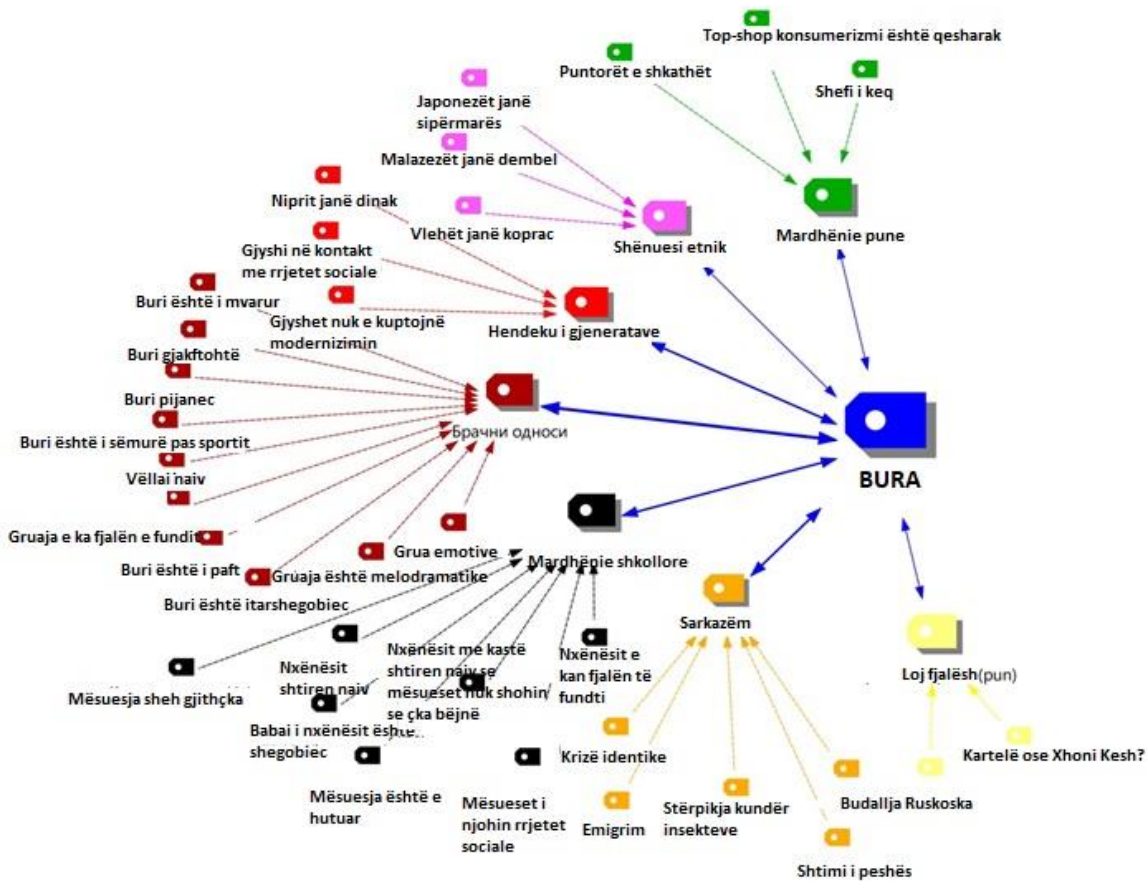 Top-shop konsumerizmi është qesharak
Puntorët e shkathët
Shefi i keq
Japonezët janë
sipërmarës
Malazezët janë dembel
Vlehët janë koprac
Shënuesi etnik
Mardhënie pune
Niprit janë dinak
Gjyshi në kontakt
me rrjetet sociale
Gjyshet nuk e kuptojnë
modernizimin
Hendeku i gjeneratave
Buri është i mvarur
Buri gjakftohtë
Buri pijanec
Buri është i sëmurë pas sportit
Vëllai naiv
Gruaja e ka fjalën e fundit
Buri është i paft
Buri është itarshegobiec
Gruaja është melodramatike
Grua emotive
Брачни односи
BURA
Mardhënie shkollore
Mësuesja sheh gjithçka
Nxënësit
shtiren naiv
Nxënësit me kastë
shtiren naiv se
mësueset nuk shohin
se çka bëjnë
Nxënësit e
kan fjalën të
fundti
Babai i nxënësit është
shegobiëc
Mësuesja është e
hutuar
Mësueset i
njohin rrjetet
sociale
Sarkazëm
Krizë identike
Emigrim
Stërpikja kundër
insekteve
Shtimi i peshës
Budallja Ruskoska
Loj fjalësh(pun)
Kartelë ose Xhoni Kesh?